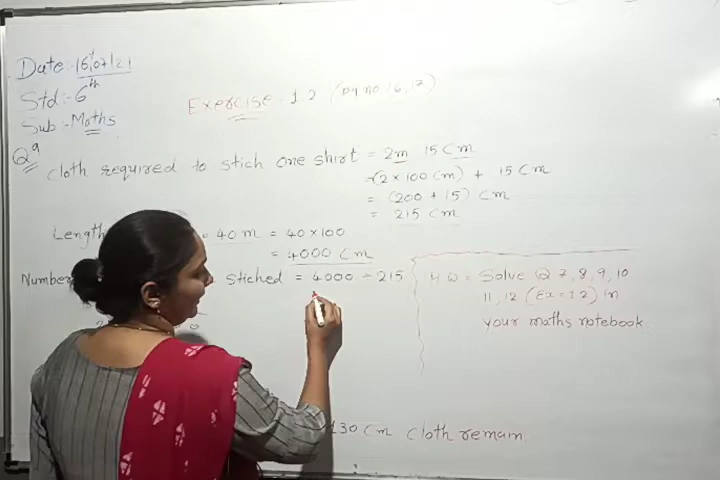 Date :- 16/07/21
Std :- 6th
Sub :- Maths
Exercise : 1.2 (pg no 16, 17)
Q9
Cloth required to stich one shirt = 2m 15 Cm
=(2 x 100 Cm) + 15 Cm
= (200 + 15) Cm
= 215 Cm
Length = 40 m = 40 x 100
= 4000 Cm
Number stiched = 4000 ÷ 215
H W = Solve Q 7, 8, 9, 10
11, 12 (Ex = 1.2) in
your maths notebook.
130 Cm cloth remain